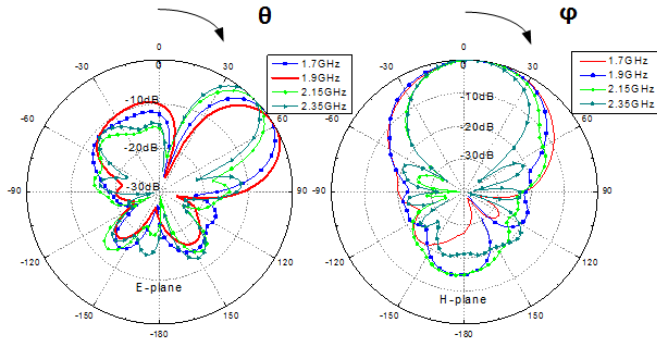 θ
φ
0
-30
30
-60
60
-90
90
-120
120
-150
150
-180
-10dB
-20dB
-30dB
E-plane
1.7GHz
1.9GHz
2.15GHz
2.35GHz
0
-30
30
-60
60
-90
90
-120
120
-150
150
-180
-10dB
-20dB
-30dB
H-plane
1.7GHz
1.9GHz
2.15GHz
2.35GHz